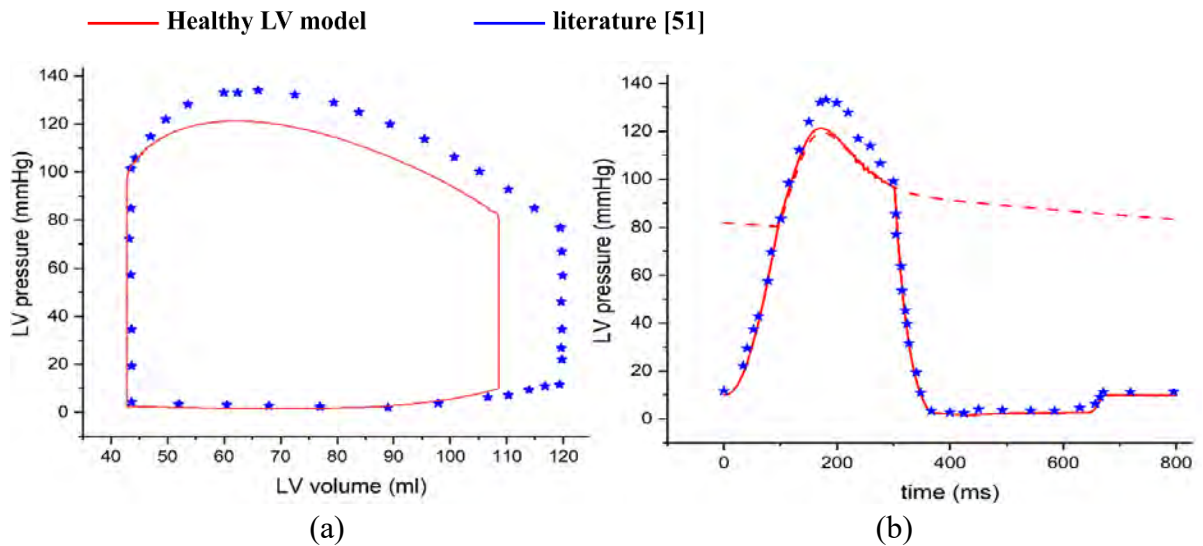 Healthy LV model literature [51]
140
120
100
80
60
40
20
0
LV pressure (mmHg)
40 50 60 70 80 90 100 110 120
LV volume (ml)
(a)
140
120
100
80
60
40
20
0
LV pressure (mmHg)
0 200 400 600 800
time (ms)
(b)